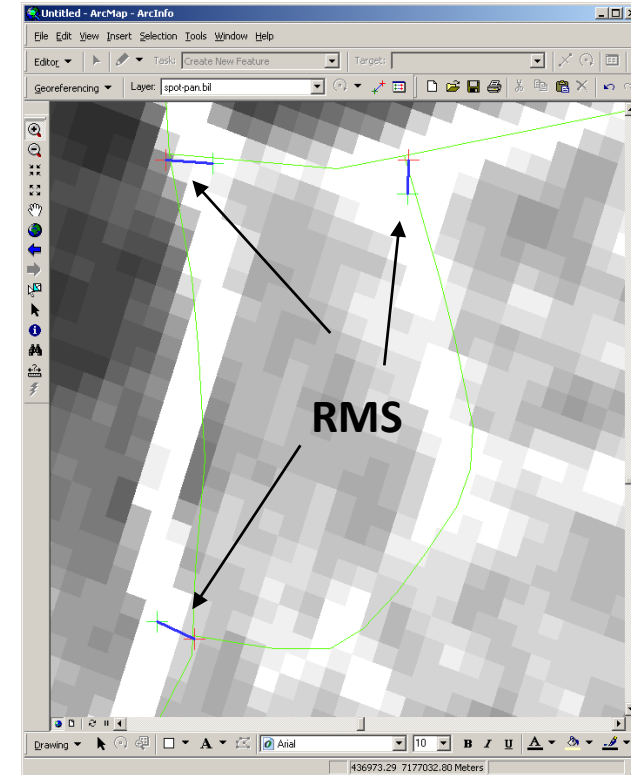 Untitled - ArcMap - ArcInfo
File Edit View Insert Selection Tools Window Help
Editor Task: Create New Feature Target:
Georeferencing Layer: spot-pan.bil
RMS
Drawing A Arial 10 B I U A
436973.29 7177032.80 Meters